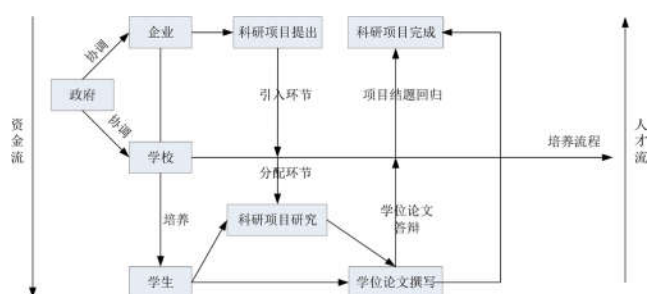 企业
科研项目提出
科研项目完成
协调
政府
引入环节
项目结题回归
协调
资金流
人才流
学校
培养流程
分配环节
培养
科研项目研究
学位论文
答辩
学生
学位论文撰写